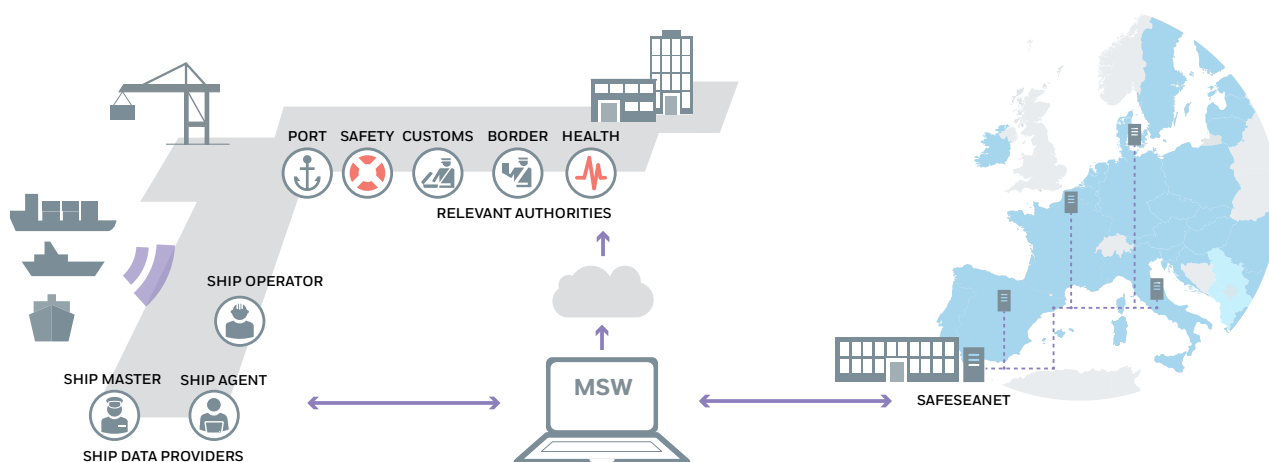 PORT SAFETY CUSTOMS BORDER HEALTH
RELEVANT AUTHORITIES
SHIP OPERATOR
SHIP MASTER SHIP AGENT
MSW
SAFESEANET
SHIP DATA PROVIDERS